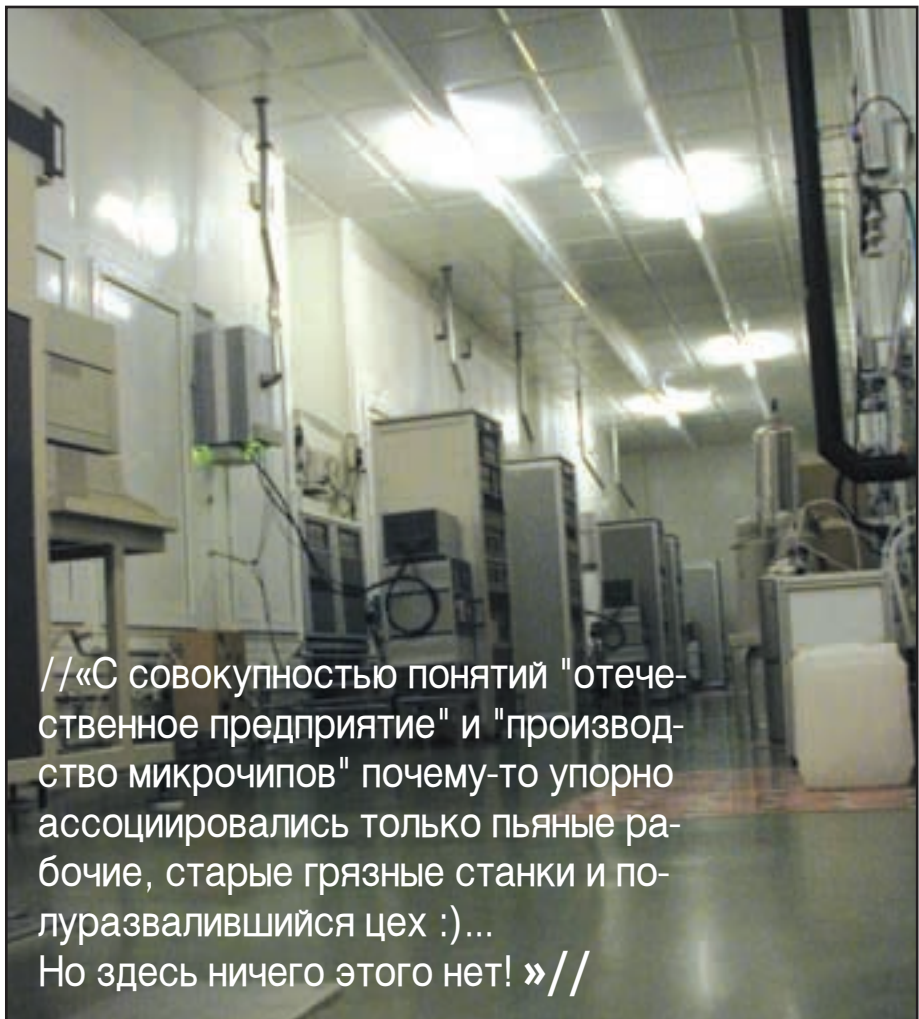 //«С совокупностью понятий "отече-
ственное предприятие" и "производ-
ство микрочипов" почему-то упорно
ассоциировались только пьяные ра-
бочие, старые грязные станки и по-
луразвалившийся цех :)...
Но здесь ничего этого нет! »//